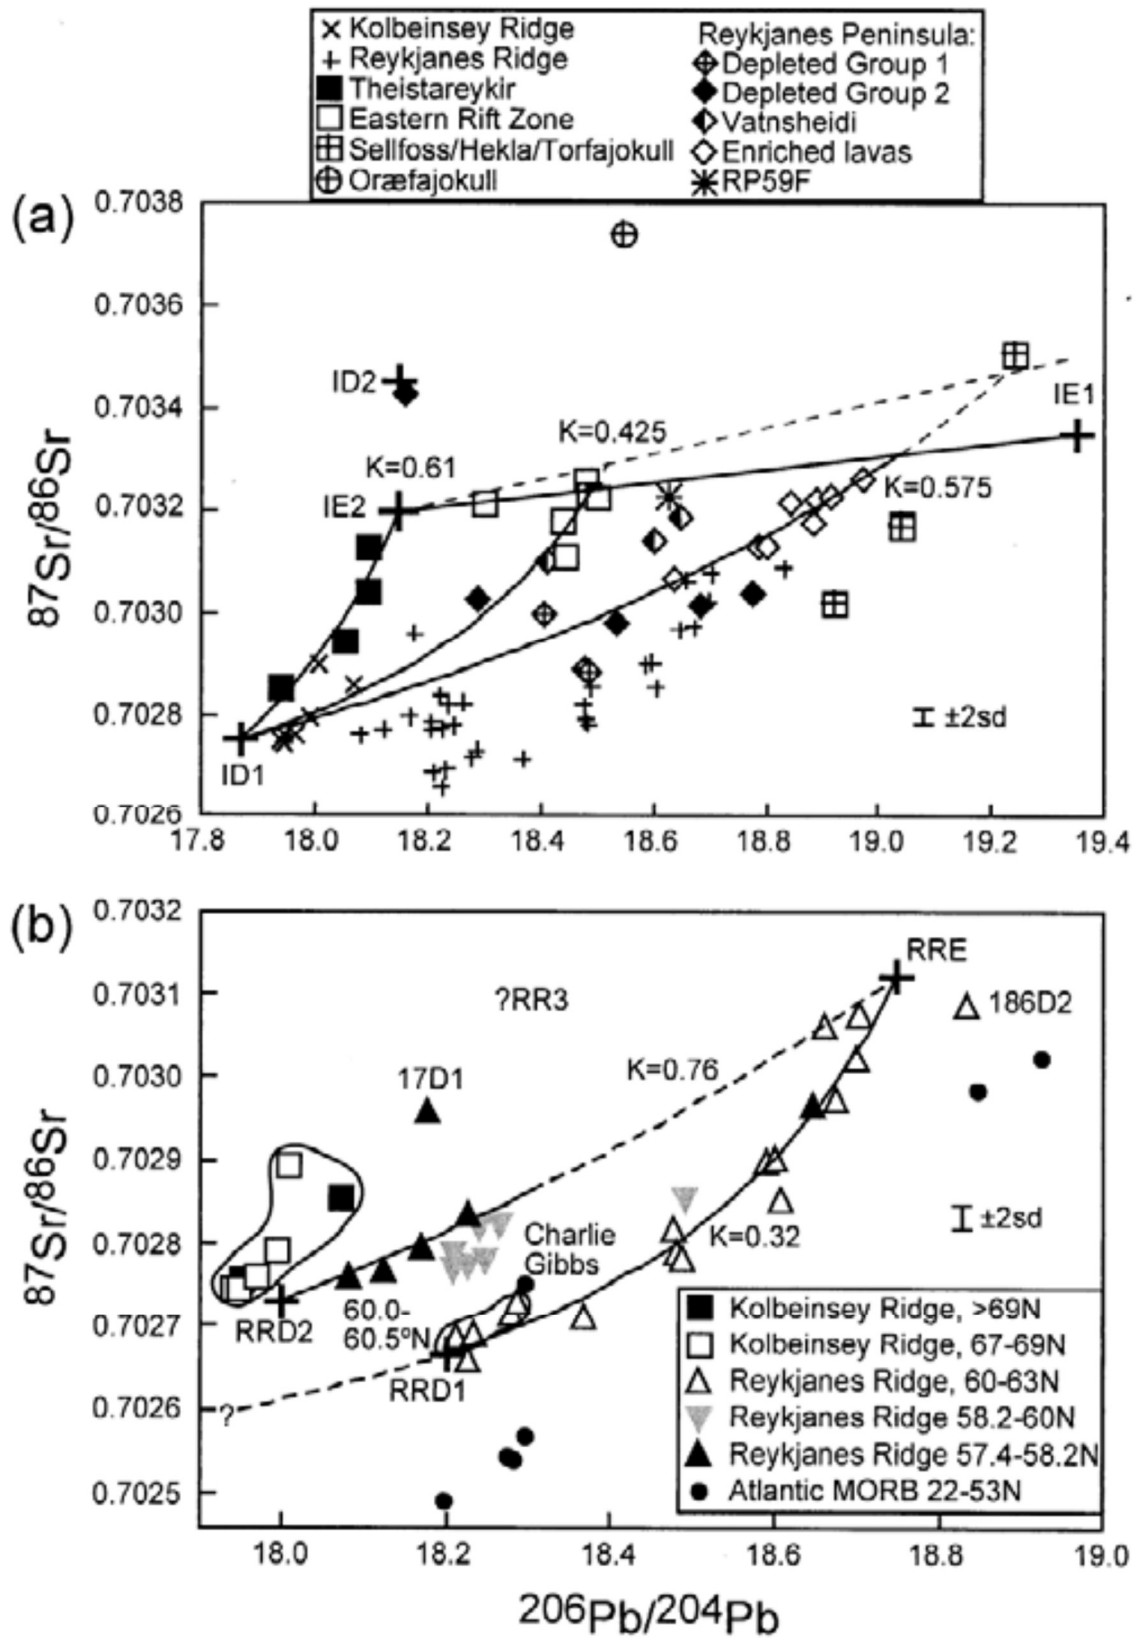 Kolbeinsey Ridge
Reykjanes Ridge
Theistareykir
Eastern Rift Zone
Sellfoss/Hekla/Torfajokull
Oræfajokull
Reykjanes Peninsula:
Depleted Group 1
Depleted Group 2
Vatnsheidi
Enriched lavas
RP59F
(a)
87Sr/86Sr
0.7038
0.7036
0.7034
0.7032
0.7030
0.7028
0.7026
ID2
IE1
K=0.425
K=0.61
IE2
K=0.575
±2sd
ID1
17.8 18.0 18.2 18.4 18.6 18.8 19.0 19.2 19.4
(b)
87Sr/86Sr
0.7032
0.7031
0.7030
0.7029
0.7028
0.7027
0.7026
0.7025
RRE
?RR3
186D2
K=0.76
17D1
±2sd
Charlie
Gibbs
K=0.32
60.0-
60.5ºN
RRD2
RRD1
?
Kolbeinsey Ridge, >69N
Kolbeinsey Ridge, 67-69N
Reykjanes Ridge, 60-63N
Reykjanes Ridge 58.2-60N
Reykjanes Ridge 57.4-58.2N
Atlantic MORB 22-53N
18.0 18.2 18.4 18.6 18.8 19.0
206Pb/204Pb